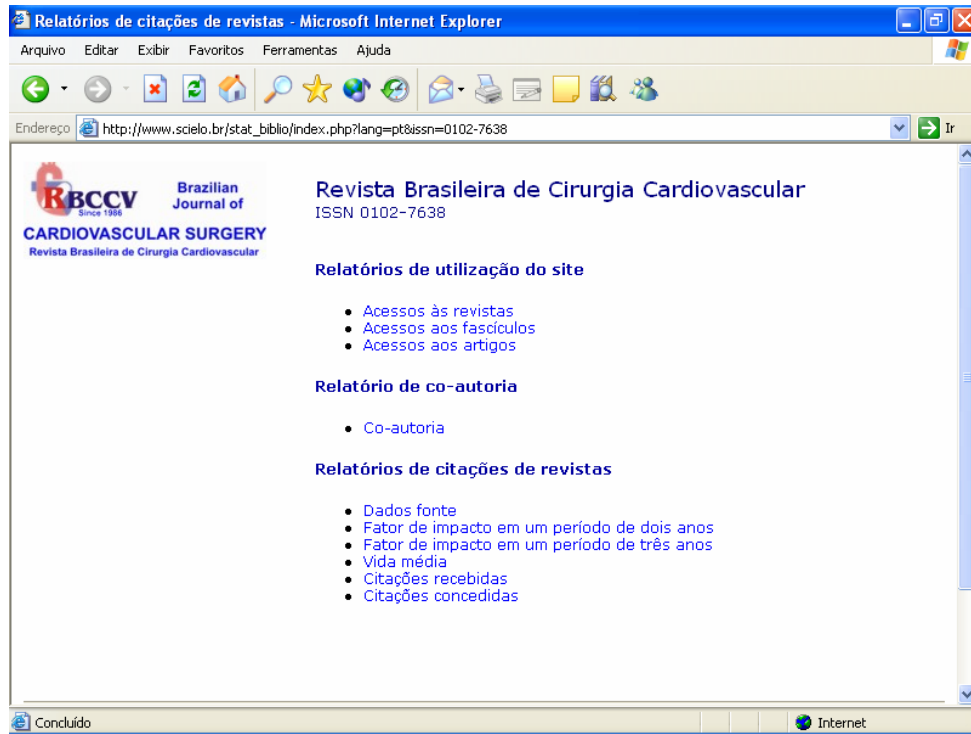 Relatórios de citações de revistas - Microsoft Internet Explorer
Arquivo Editar Exibir Favoritos Ferramentas Ajuda
Endereço http://www.scielo.br/stat_biblio/index.php?lang=pt&issn=0102-7638 Ir
RBCCV
Since 1986
Brazilian
Journal of
CARDIOVASCULAR SURGERY
Revista Brasileira de Cirurgia Cardiovascular
Revista Brasileira de Cirurgia Cardiovascular
ISSN 0102-7638
Relatórios de utilização do site
Acessos às revistas
Acessos aos fascículos
Acessos aos artigos
Relatório de co-autoria
Co-autoria
Relatórios de citações de revistas
Dados fonte
Fator de impacto em um período de dois anos
Fator de impacto em um período de três anos
Vida média
Citações recebidas
Citações concedidas
Concluído Internet